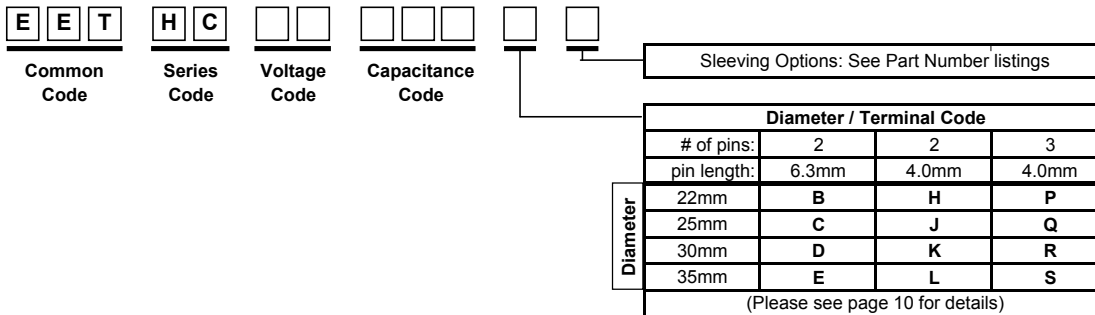 E E T H C
Common Code
Series Code
Voltage Code
Capacitance Code
Sleeving Options: See Part Number listings
Diameter / Terminal Code
# of pins: 2 2 3
pin length: 6.3mm 4.0mm 4.0mm
Diameter
22mm B H P
25mm C J Q
30mm D K R
35mm E L S
(Please see page 10 for details)